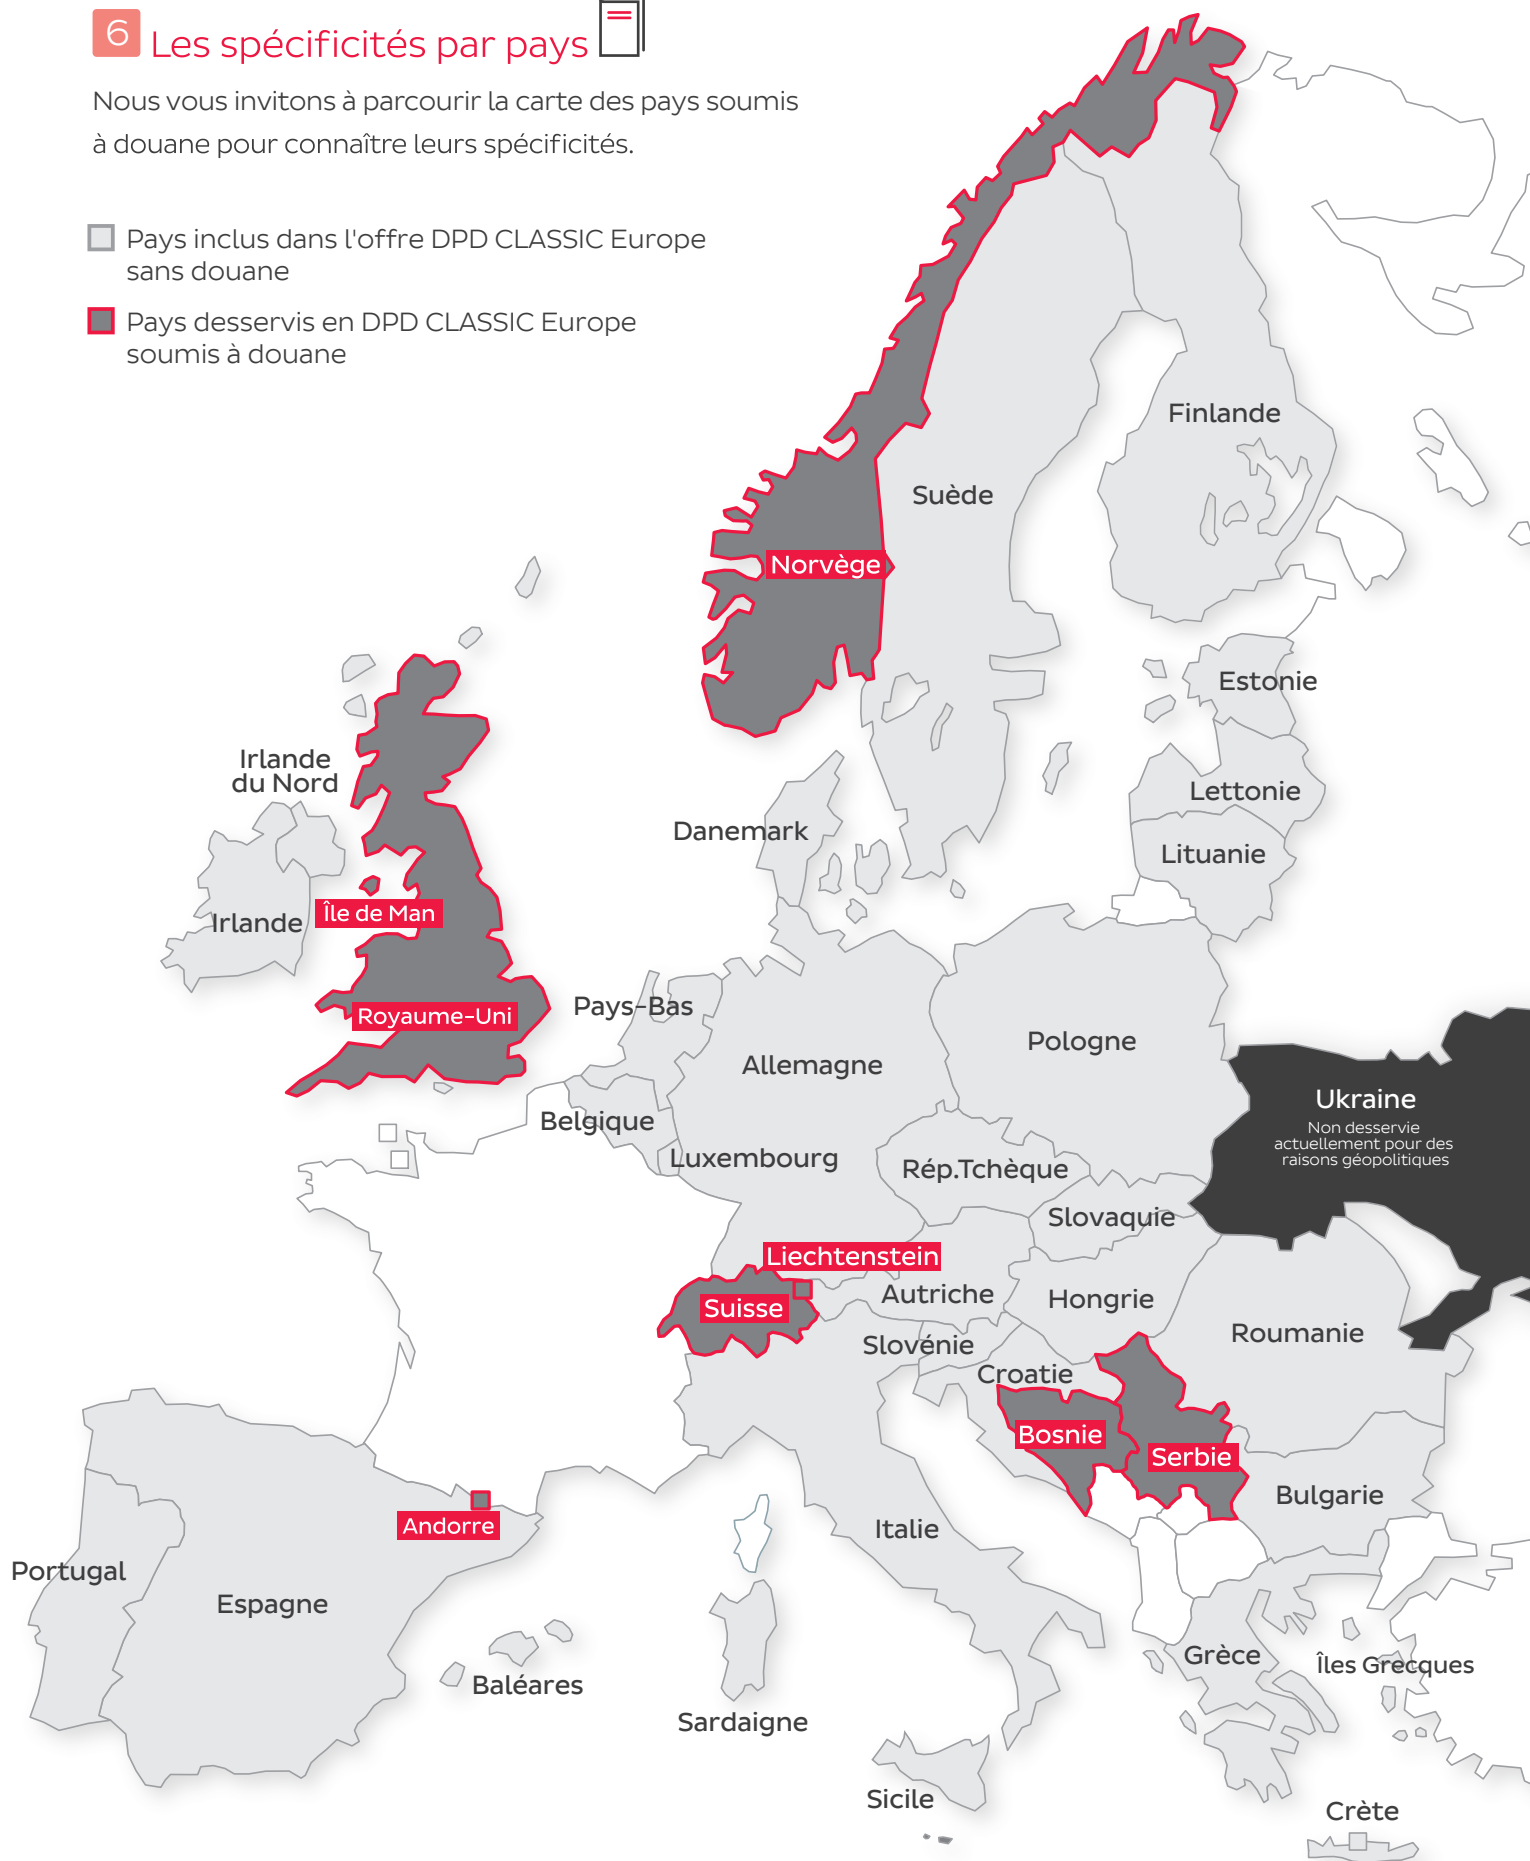 6 Les spécificités par pays
Nous vous invitons à parcourir la carte des pays soumis
à douane pour connaître leurs spécificités.
Pays inclus dans l'offre DPD CLASSIC Europe
sans douane
Pays desservis en DPD CLASSIC Europe
soumis à douane
Finlande
Suède
Norvège
Estonie
Irlande
du Nord
Lettonie
Danemark
Lituanie
Île de Man
Irlande
Pays-Bas
Royaume-Uni
Pologne
Allemagne
Ukraine
Non desservie
actuellement pour des
raisons géopolitiques
Belgique
Luxembourg
Rép.Tchèque
Slovaquie
Liechtenstein
Autriche
Hongrie
Suisse
Roumanie
Slovénie
Croatie
Bosnie
Serbie
Bulgarie
Andorre
Italie
Portugal
Espagne
Grèce
Îles Grecques
Baléares
Sardaigne
Sicile
Crète